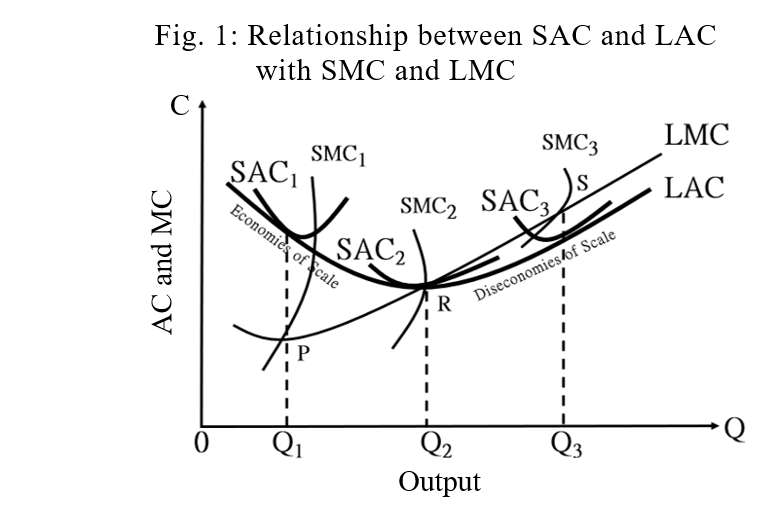 Fig. 1: Relationship between SAC and LAC
with SMC and LMC
C
LMC
SMC₃
SMC₁
SAC₁
S
LAC
SAC₃
SMC₂
Economies of Scale
SAC₂
Diseconomies of Scale
R
AC and MC
P
0
Q₁
Q₂
Q₃
Q
Output